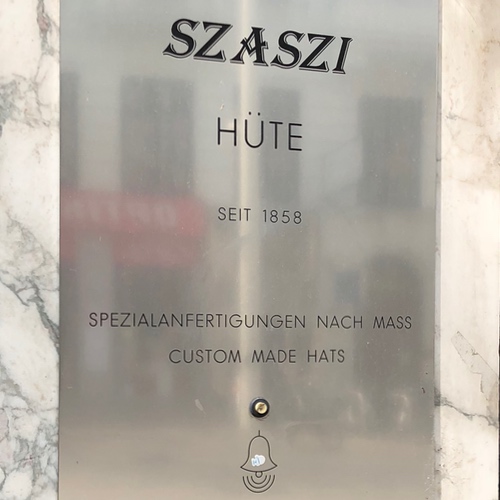 SZASZI
HÜTE
SEIT 1858
SPEZIALANFERTIGUNGEN NACH MASS
CUSTOM MADE HATS